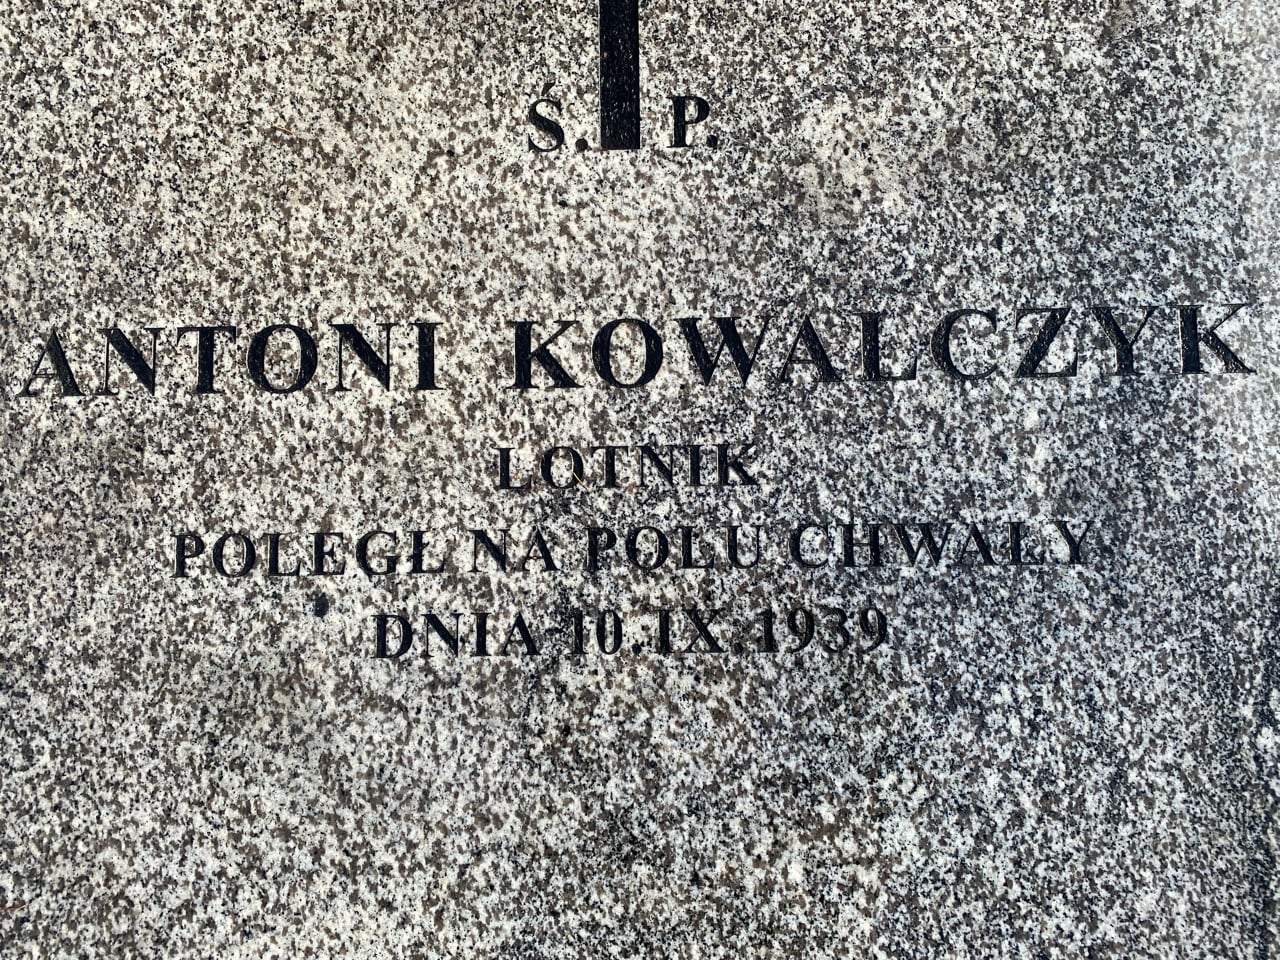 Ś. P.
ANTONI KOWALCZYK
LOTNIK
POLEGŁ NA POLU CHWAŁY
DNIA 10.IX.1939